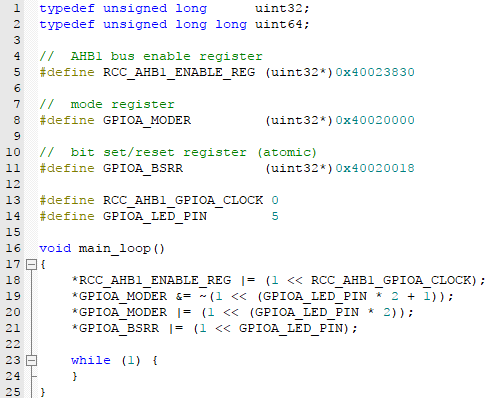 1 typedef unsigned long      uint32;
2 typedef unsigned long long uint64;
3
4 //  AHB1 bus enable register
5 #define RCC_AHB1_ENABLE_REG (uint32*)0x40023830
6
7 //  mode register
8 #define GPIOA_MODER         (uint32*)0x40020000
9
10 //  bit set/reset register (atomic)
11 #define GPIOA_BSRR          (uint32*)0x40020018
12
13 #define RCC_AHB1_GPIOA_CLOCK 0
14 #define GPIOA_LED_PIN        5
15
16 void main_loop()
17 {
18     *RCC_AHB1_ENABLE_REG |= (1 << RCC_AHB1_GPIOA_CLOCK);
19     *GPIOA_MODER &= ~(1 << (GPIOA_LED_PIN * 2 + 1));
20     *GPIOA_MODER |= (1 << (GPIOA_LED_PIN * 2));
21     *GPIOA_BSRR |= (1 << GPIOA_LED_PIN);
22
23     while (1) {
24     }
25 }